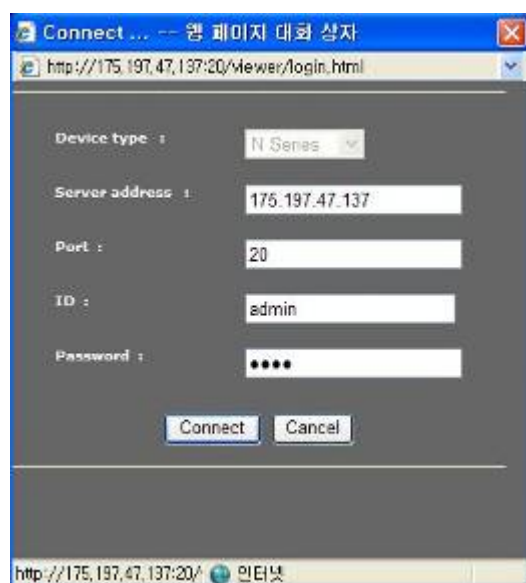 Connect ... -- 웹 페이지 대화 상자
http://175,197,47,137:20/viewer/login.html
Device type :
N Series
Server address :
175.197.47.137
Port :
20
ID :
admin
Password :
●●●●
Connect Cancel
http://175,197,47,137:20/ 인터넷